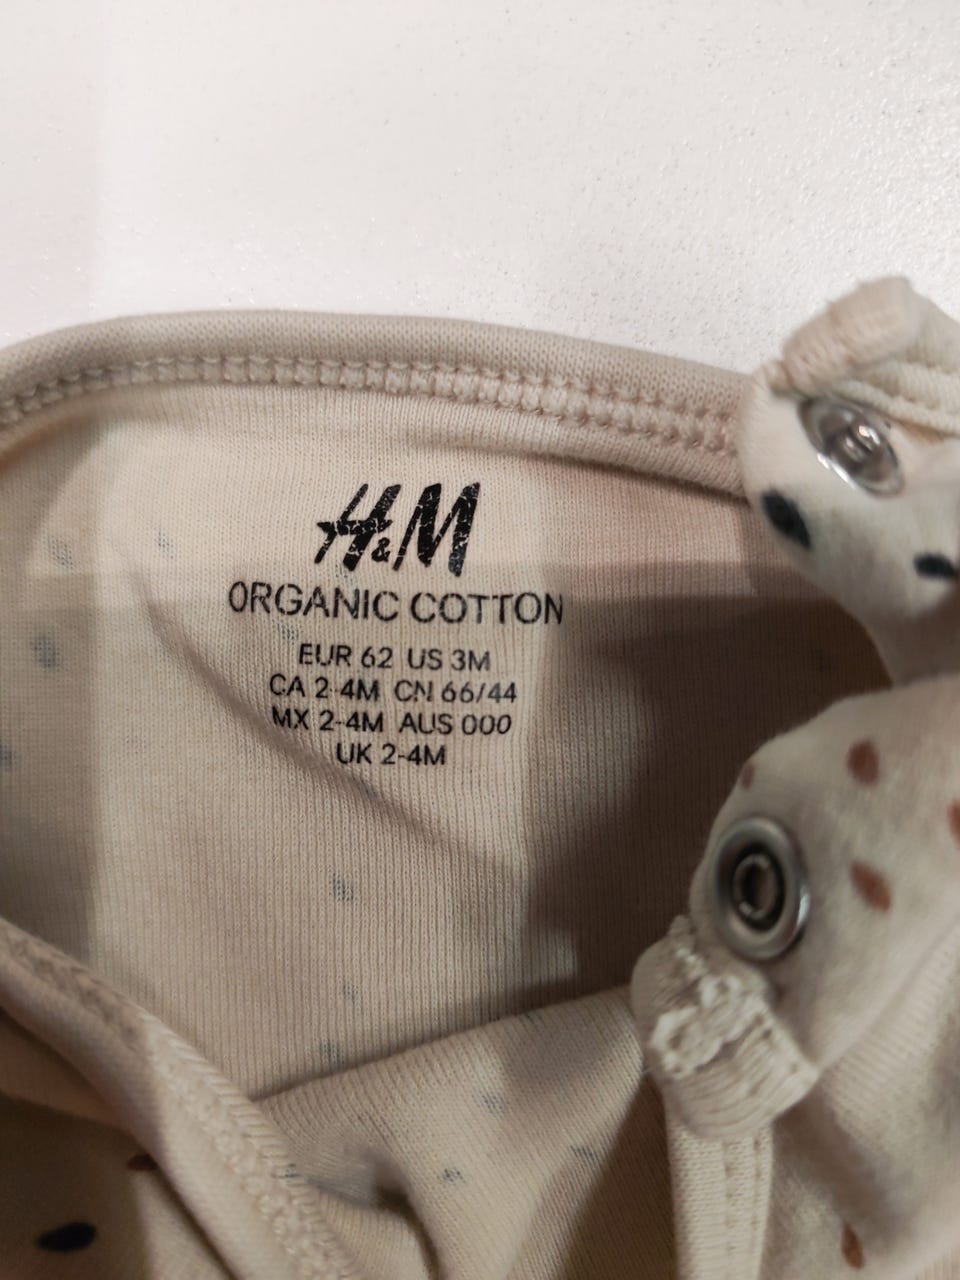 H&M
ORGANIC COTTON
EUR 62 US 3M
CA 2-4M CN 66/44
MX 2-4M AUS 000
UK 2-4M